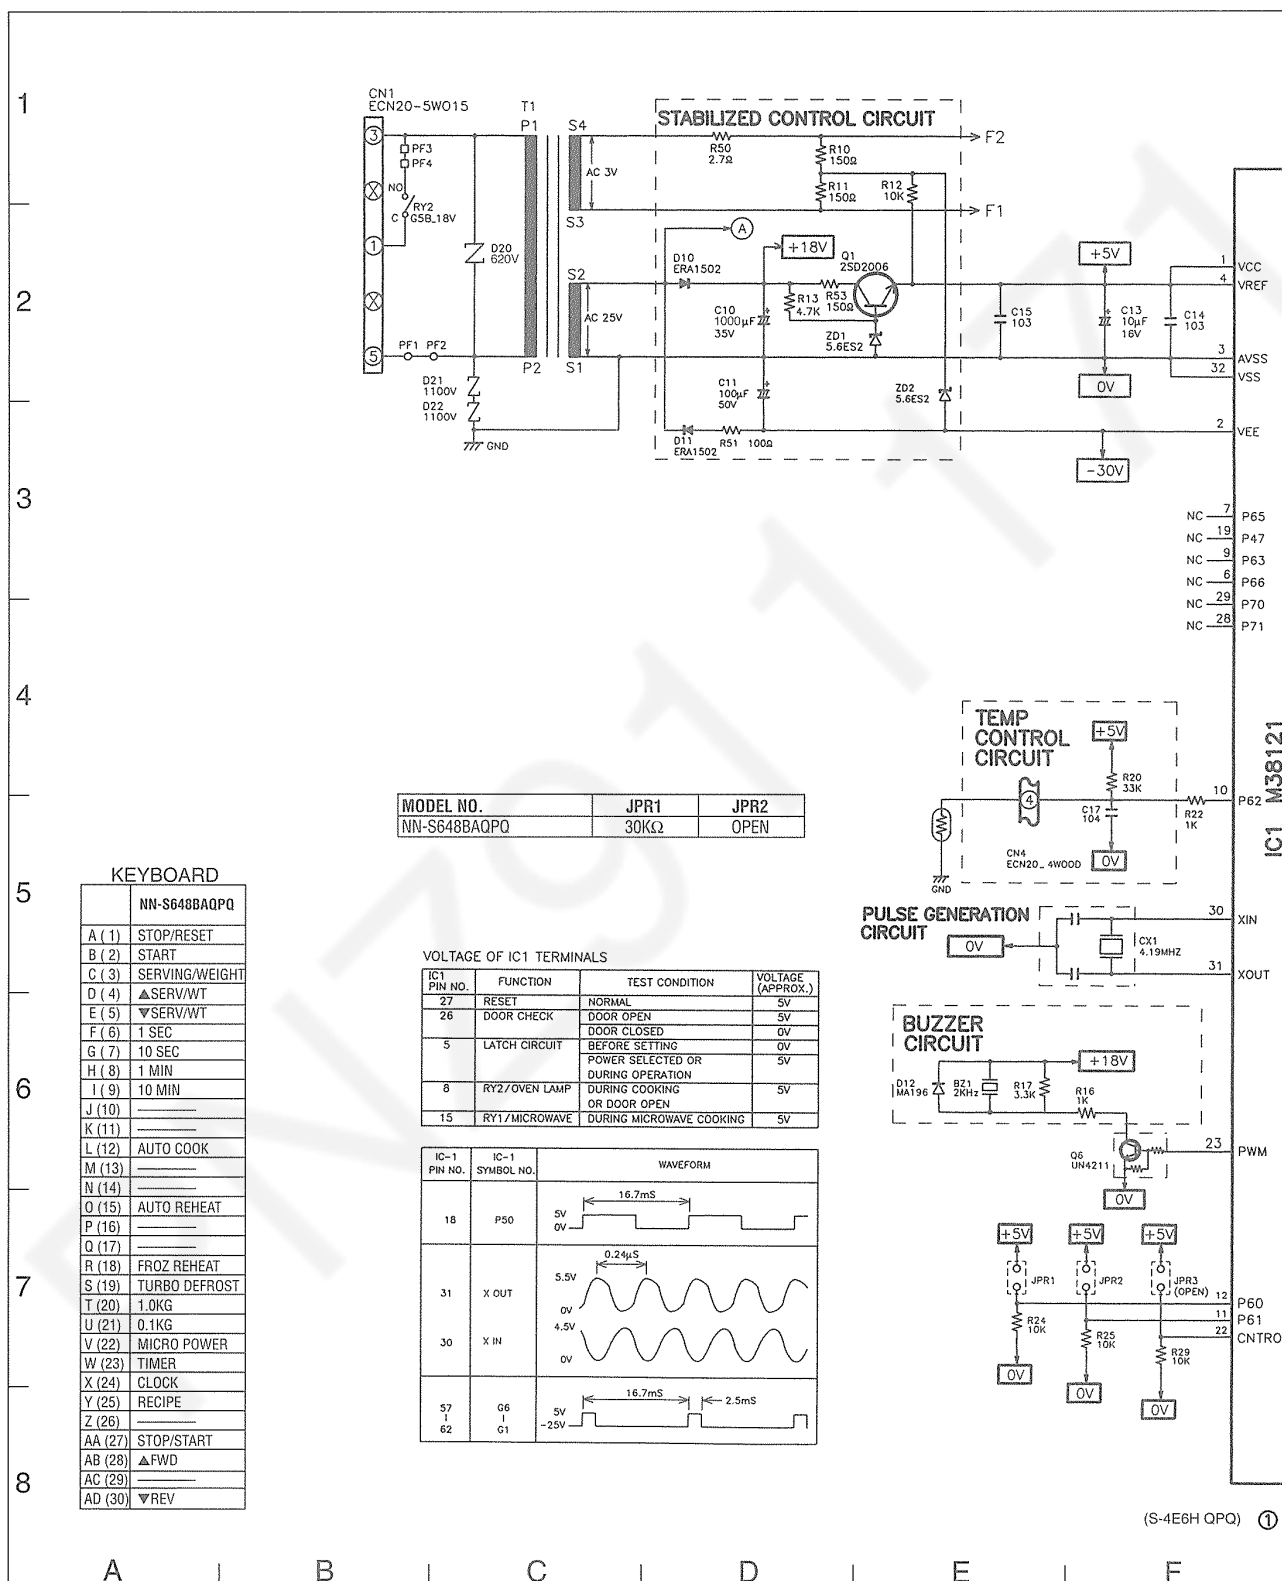 1
CN1
ECN20-5W015
T1
P1
S4
STABILIZED CONTROL CIRCUIT
F2
3
PF3
PF4
R50
2.7Ω
R10
150Ω
AC 3V
R11
150Ω
R12
10K
NO
RY2
C G5B_18V
S3
F1
A
1
D20
620V
D10
ERA1502
+18V
Q1
2SD2006
+5V
1
VCC
4
VREF
2
S2
R13
4.7K
R53
150Ω
AC 25V
C10
1000μF
35V
ZD1
5.6ES2
C15
103
C13
10μF
16V
C14
103
5
PF1 PF2
P2
S1
3
AVSS
32
VSS
D21
1100V
D22
1100V
C11
100μF
50V
ZD2
5.6ES2
0V
GND
D11
ERA1502
R51 100Ω
2
VEE
-30V
3
NC 7 P65
NC 19 P47
NC 9 P63
NC 6 P66
NC 29 P70
NC 28 P71
4
TEMP
CONTROL
CIRCUIT
+5V
R20
33K
4
10
P62
C17
104
R22
1K
CN4
ECN20_4WOOD
0V
GND
IC1 M38121
MODEL NO. JPR1 JPR2
NN-S648BAQPQ 30KΩ OPEN
5
KEYBOARD
NN-S648BAQPQ
A (1) STOP/RESET
B (2) START
C (3) SERVING/WEIGHT
D (4) ▲SERV/WT
E (5) ▼SERV/WT
F (6) 1 SEC
G (7) 10 SEC
H (8) 1 MIN
I (9) 10 MIN
J (10)
K (11)
L (12) AUTO COOK
M (13)
N (14)
O (15) AUTO REHEAT
P (16)
Q (17)
R (18) FROZ REHEAT
S (19) TURBO DEFROST
T (20) 1.0KG
U (21) 0.1KG
V (22) MICRO POWER
W (23) TIMER
X (24) CLOCK
Y (25) RECIPE
Z (26)
AA (27) STOP/START
AB (28) ▲FWD
AC (29)
AD (30) ▼REV
PULSE GENERATION
CIRCUIT
0V
CX1
4.19MHZ
30
XIN
31
XOUT
VOLTAGE OF IC1 TERMINALS
IC1
PIN NO. FUNCTION TEST CONDITION VOLTAGE
(APPROX.)
27 RESET NORMAL 5V
26 DOOR CHECK DOOR OPEN 5V
DOOR CLOSED 0V
5 LATCH CIRCUIT BEFORE SETTING 0V
POWER SELECTED OR 5V
DURING OPERATION
8 RY2/OVEN LAMP DURING COOKING 5V
OR DOOR OPEN
15 RY1/MICROWAVE DURING MICROWAVE COOKING 5V
6
BUZZER
CIRCUIT
+18V
D12
MA196
BZ1
2KHz
R17
3.3K
R16
1K
Q6
UN4211
23
PWM
0V
IC-1
PIN NO. IC-1
SYMBOL NO. WAVEFORM
16.7mS
18 P50 5V
0V
0.24μS
31 X OUT 5.5V
0V
30 X IN 4.5V
0V
16.7mS 2.5mS
57
|
62 G6
|
G1 5V
-25V
7
+5V +5V +5V
JPR1 JPR2 JPR3
(OPEN)
12
P60
11
P61
22
CNTRO
R24
10K
R25
10K
R29
10K
0V 0V 0V
8
(S-4E6H QPQ) 1
A B C D E F
PNZ911171